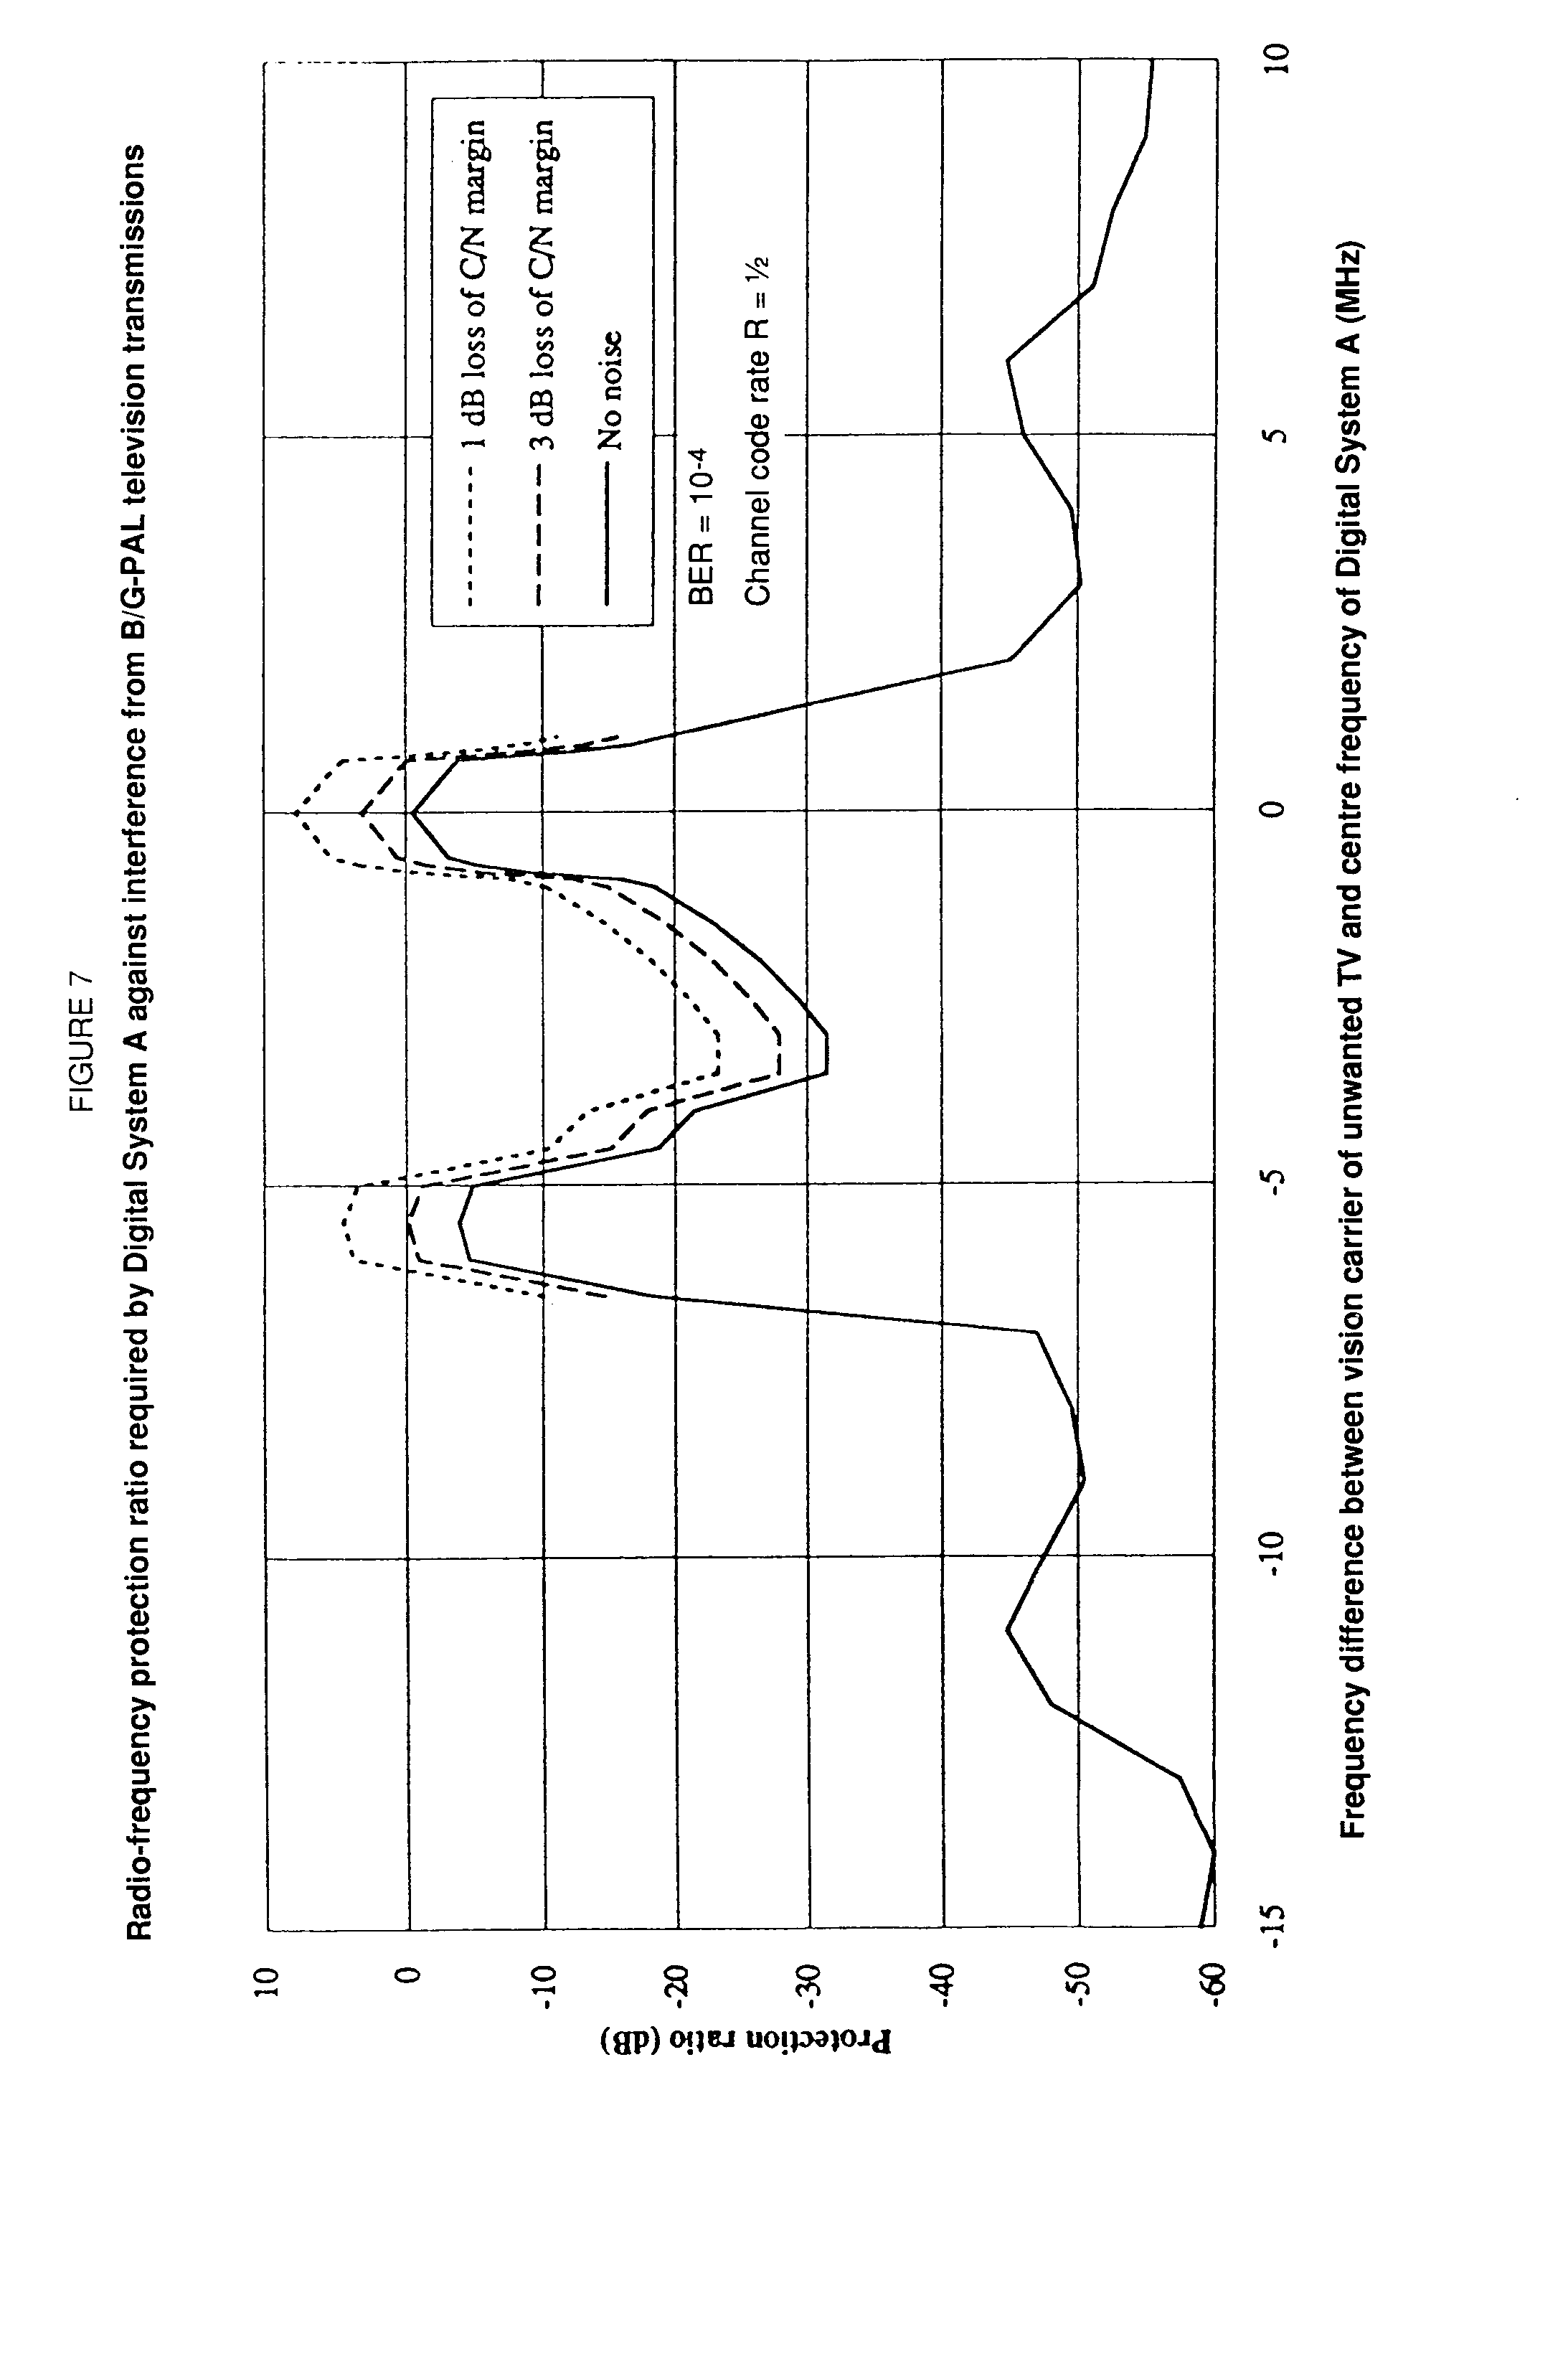 FIGURE 7
Radio-frequency protection ratio required by Digital System A against interference from B/G-PAL television transmissions
10
0
-10
-20
-30
-40
-50
-60
Protection ratio (dB)
1 dB loss of C/N margin
3 dB loss of C/N margin
No noise
BER = 10-4
Channel code rate R = ½
-15
-10
-5
0
5
10
Frequency difference between vision carrier of unwanted TV and centre frequency of Digital System A (MHz)